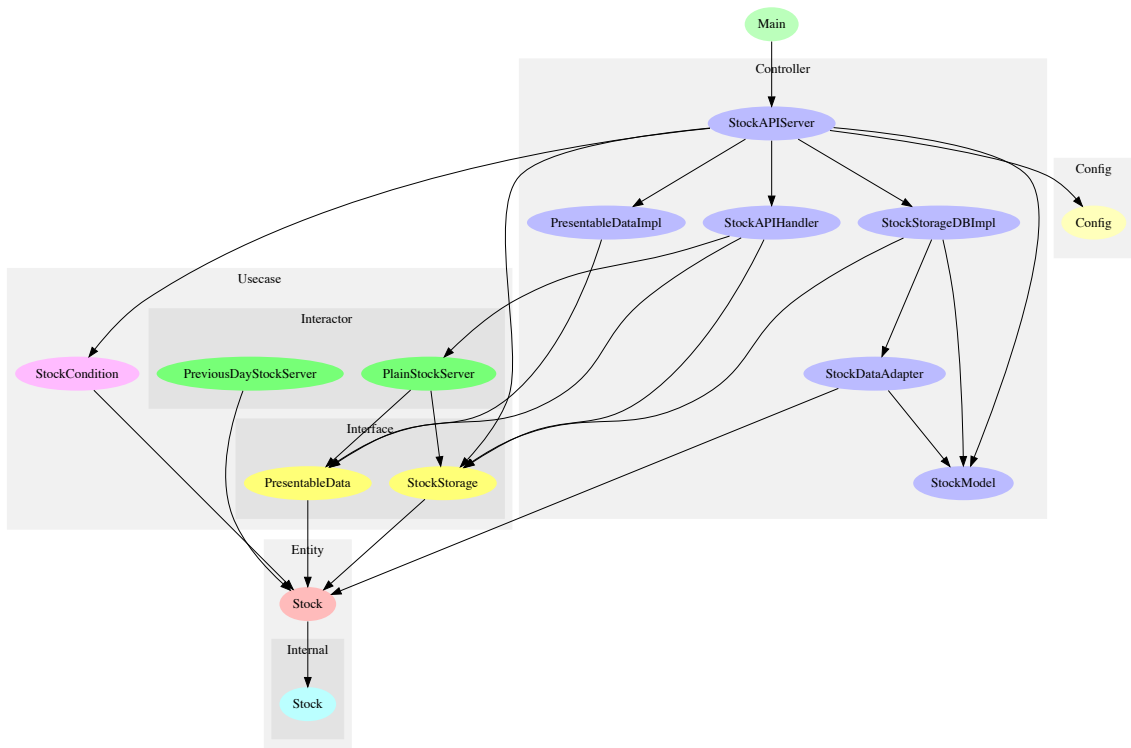 Main
Controller
StockAPIServer
Config
PresentableDataImpl
StockAPIHandler
StockStorageDBImpl
Config
Usecase
Interactor
StockCondition
PreviousDayStockServer
PlainStockServer
StockDataAdapter
Interface
PresentableData
StockStorage
StockModel
Entity
Stock
Internal
Stock